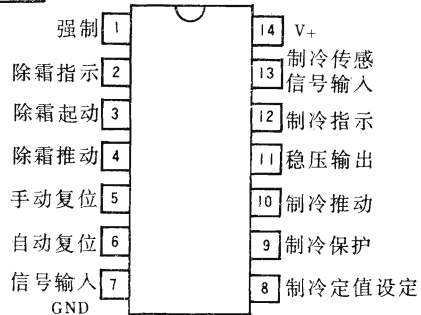 强制 1
14 V+
除霜指示 2
13 制冷传感
信号输入
除霜起动 3
12 制冷指示
除霜推动 4
11 稳压输出
手动复位 5
10 制冷推动
自动复位 6
9 制冷保护
信号输入 7
GND
8 制冷定值设定